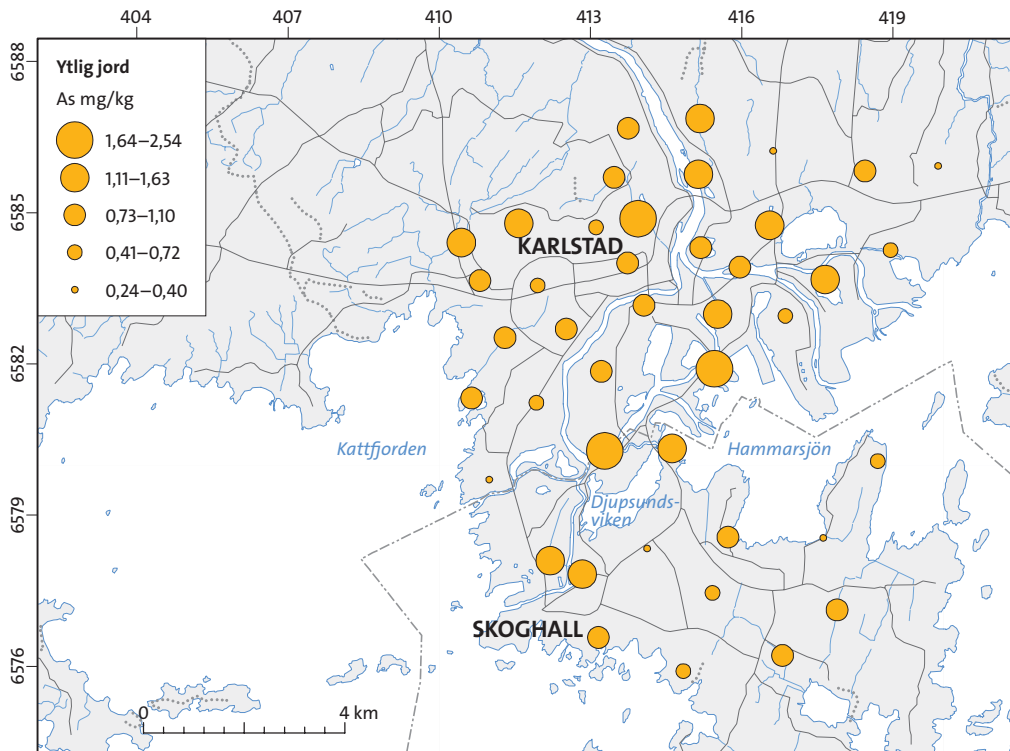 404 407 410 413 416 419
6588
6585
6582
6579
6576
Ytlig jord
As mg/kg
1,64–2,54
1,11–1,63
0,73–1,10
0,41–0,72
0,24–0,40
KARLSTAD
Kattfjorden
Hammarsjön
Djupsunds-
viken
SKOGHALL
0 4 km